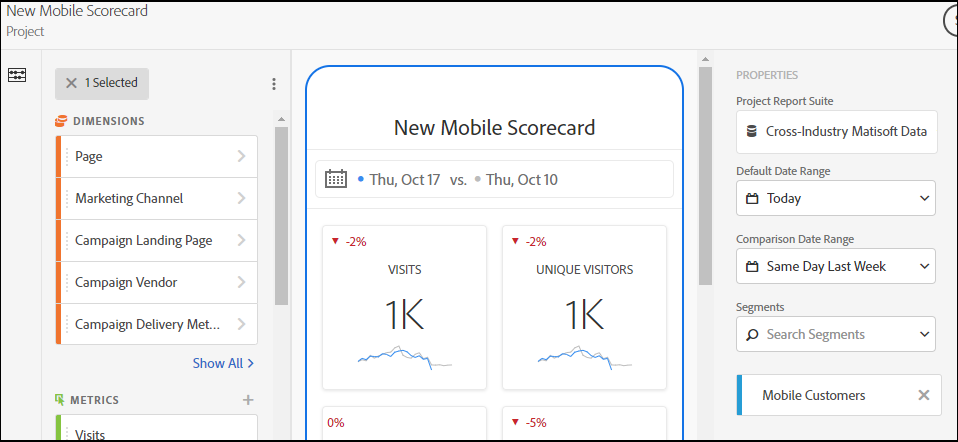 New Mobile Scorecard
Project
1 Selected
DIMENSIONS
Page
Marketing Channel
Campaign Landing Page
Campaign Vendor
Campaign Delivery Met...
Show All
METRICS
Visits
New Mobile Scorecard
Thu, Oct 17 vs. Thu, Oct 10
-2%
VISITS
1K
-2%
UNIQUE VISITORS
1K
0%
-5%
PROPERTIES
Project Report Suite
Cross-Industry Matisoft Data
Default Date Range
Today
Comparison Date Range
Same Day Last Week
Segments
Search Segments
Mobile Customers